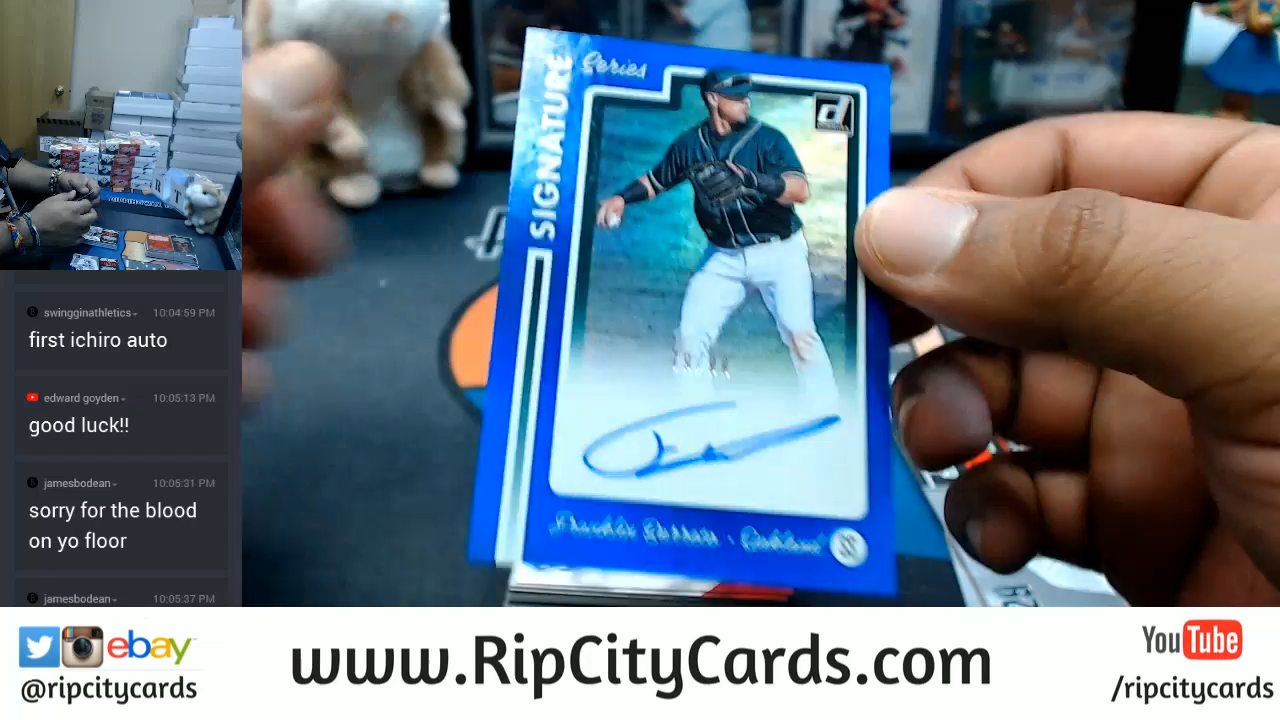 swingginathletics
10:04:59 PM
first ichiro auto
edward goyden
10:05:13 PM
good luck!!
jamesbodean
10:05:31 PM
sorry for the blood
on yo floor
jamesbodean
10:05:37 PM
SIGNATURE
Series
d
SS
ebay
@ripcitycards
www.RipCityCards.com
YouTube
/ripcitycards